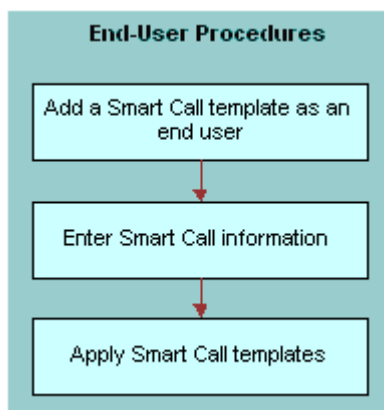 End-User Procedures
Add a Smart Call template as an
end user
Enter Smart Call information
Apply Smart Call templates